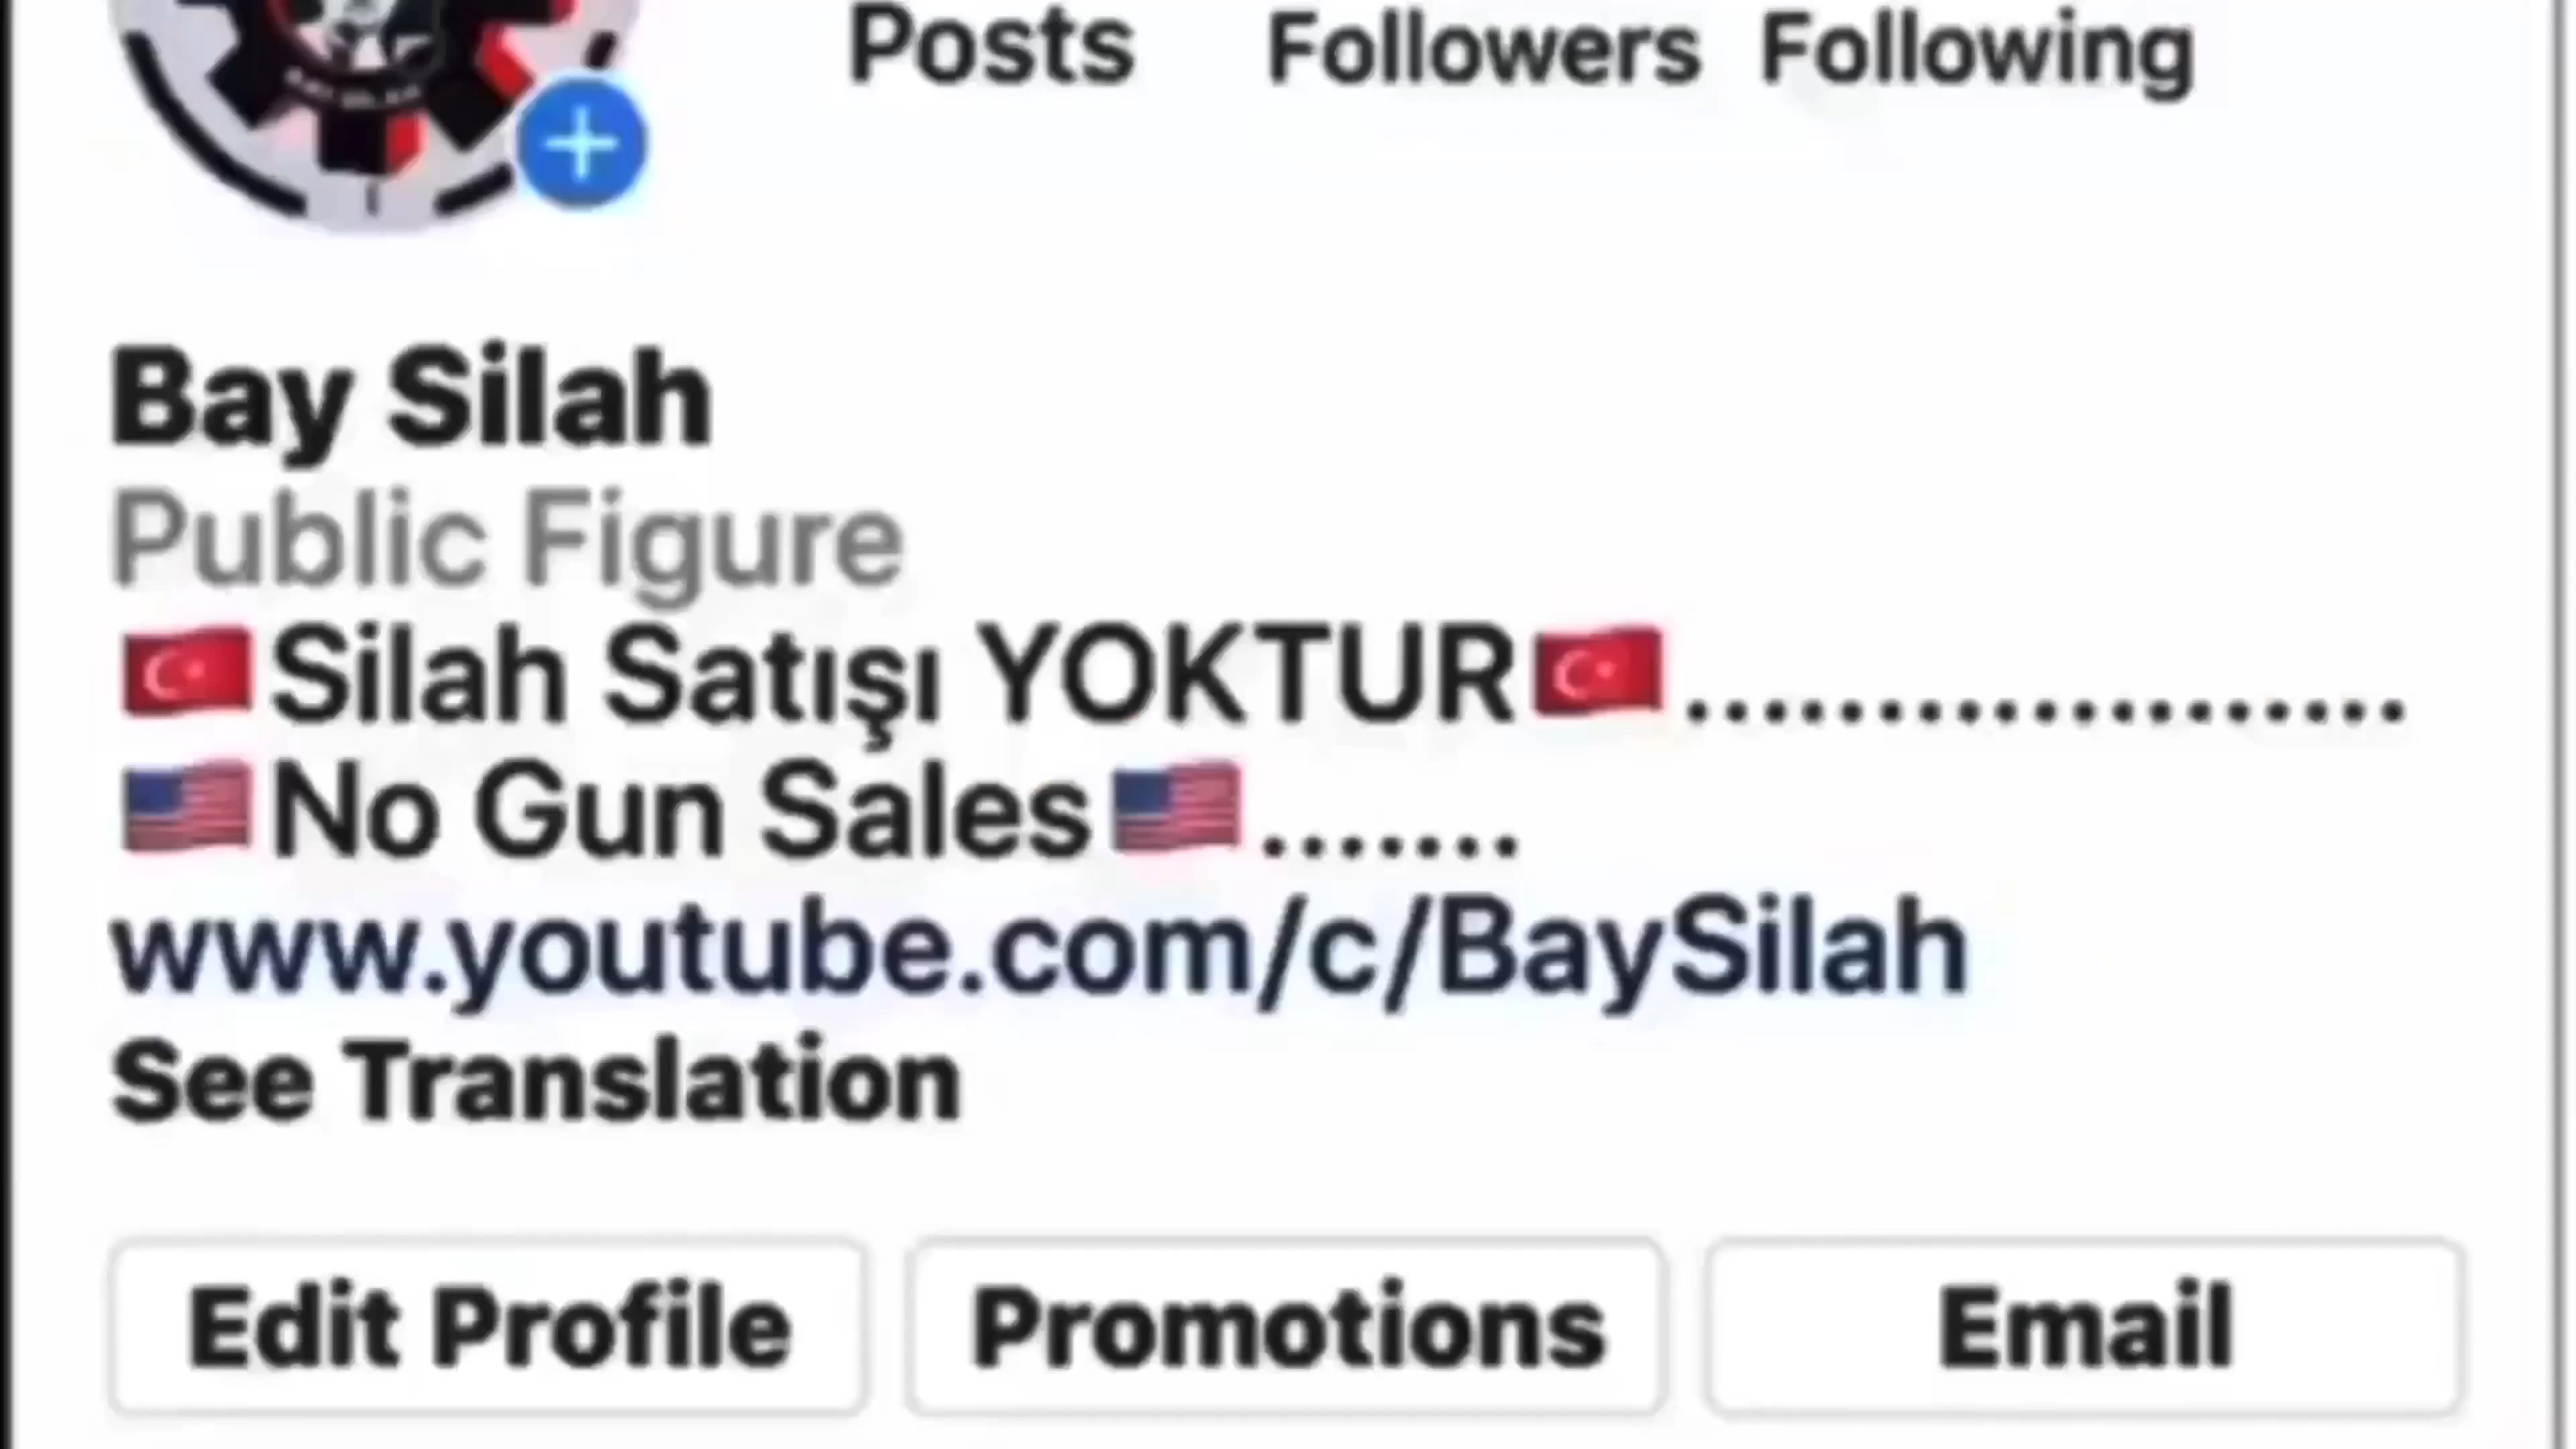 Posts Followers Following
Bay Silah
Public Figure
🇹🇷Silah Satışı YOKTUR🇹🇷...................
🇺🇸No Gun Sales🇺🇸.......
www.youtube.com/c/BaySilah
See Translation
Edit Profile Promotions Email